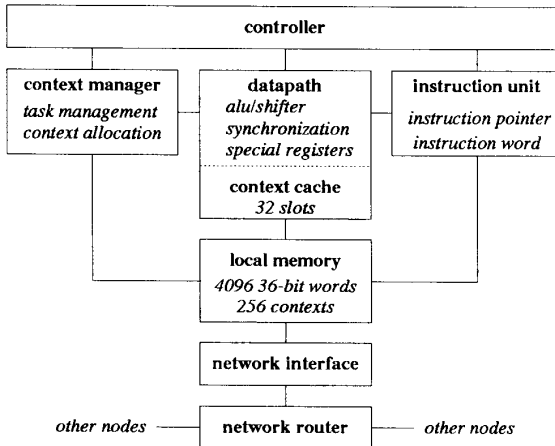 controller
context manager
task management
context allocation
datapath
alu/shifter
synchronization
special registers
context cache
32 slots
instruction unit
instruction pointer
instruction word
local memory
4096 36-bit words
256 contexts
network interface
other nodes
network router
other nodes